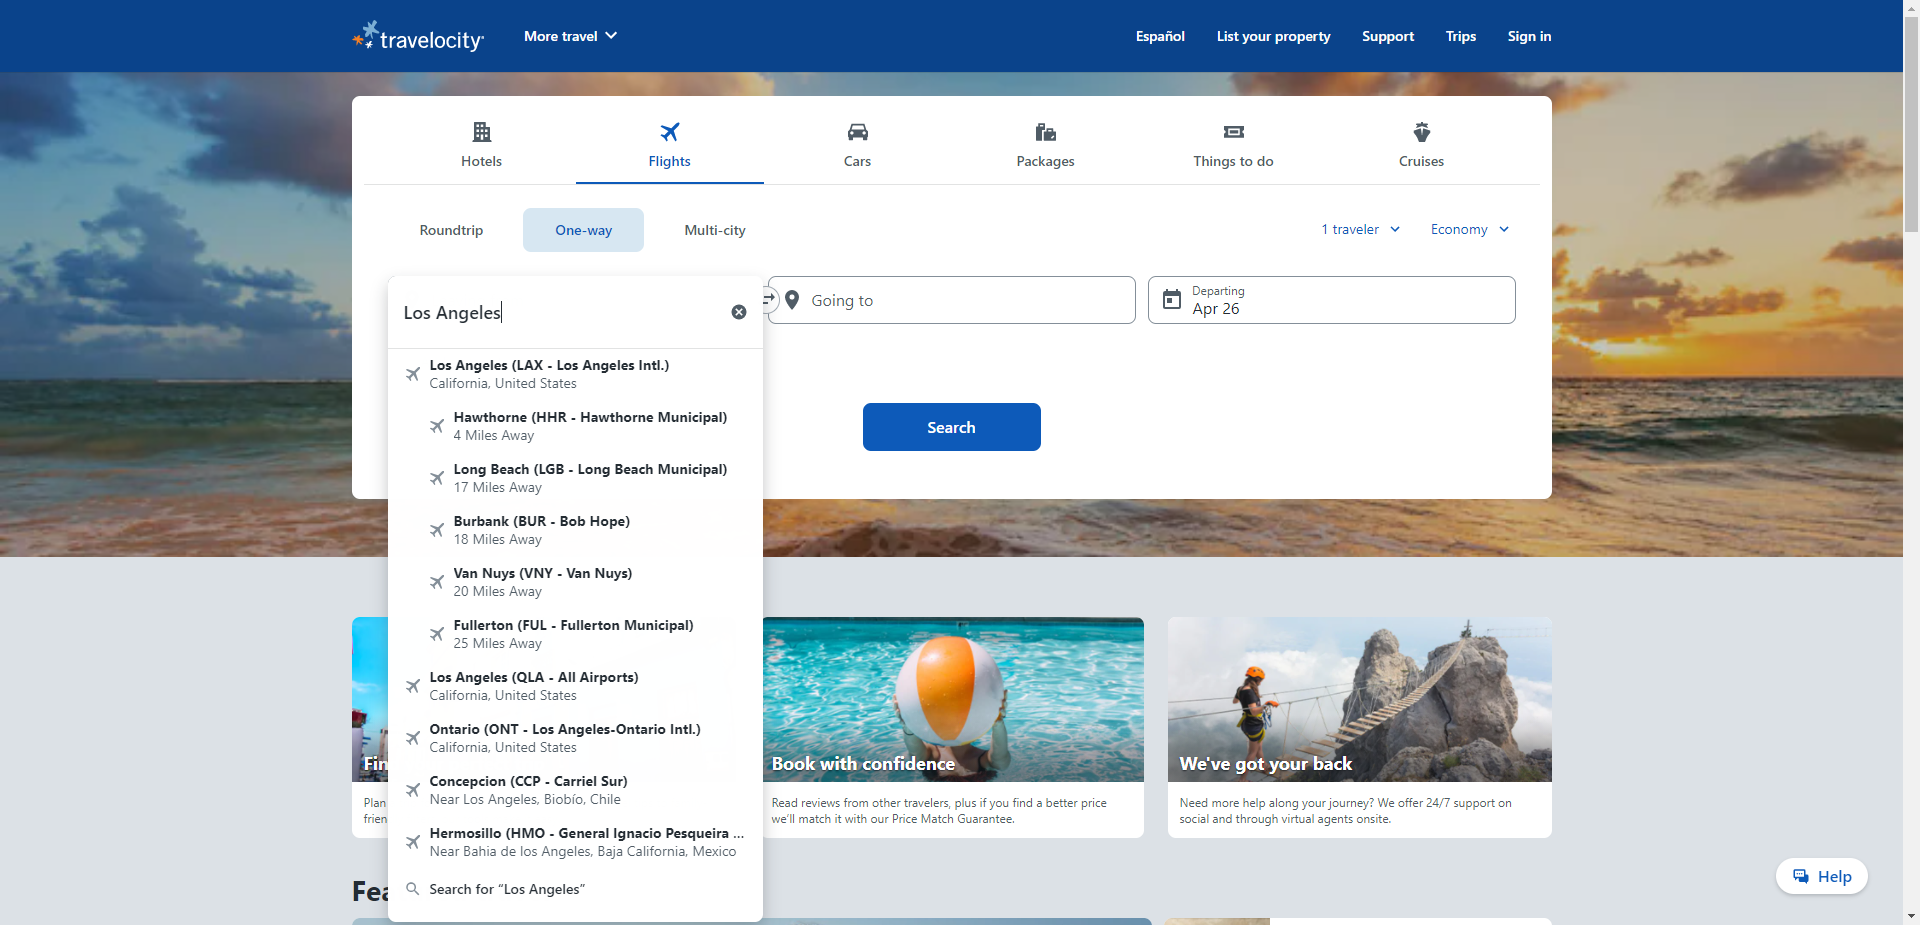 travelocity
More travel
Español
List your property
Support
Trips
Sign in
Hotels
Flights
Cars
Packages
Things to do
Cruises
Roundtrip
One-way
Multi-city
1 traveler
Economy
Los Angeles
Going to
Departing
Apr 26
Los Angeles (LAX - Los Angeles Intl.)
California, United States
Hawthorne (HHR - Hawthorne Municipal)
4 Miles Away
Long Beach (LGB - Long Beach Municipal)
17 Miles Away
Burbank (BUR - Bob Hope)
18 Miles Away
Van Nuys (VNY - Van Nuys)
20 Miles Away
Fullerton (FUL - Fullerton Municipal)
25 Miles Away
Los Angeles (QLA - All Airports)
California, United States
Ontario (ONT - Los Angeles-Ontario Intl.)
California, United States
Concepcion (CCP - Carriel Sur)
Near Los Angeles, Biobío, Chile
Hermosillo (HMO - General Ignacio Pesqueira ...
Near Bahia de los Angeles, Baja California, Mexico
Search for “Los Angeles”
Search
Plan
Book with confidence
Read reviews from other travelers, plus if you find a better price
we’ll match it with our Price Match Guarantee.
We've got your back
Need more help along your journey? We offer 24/7 support on
social and through virtual agents onsite.
Help